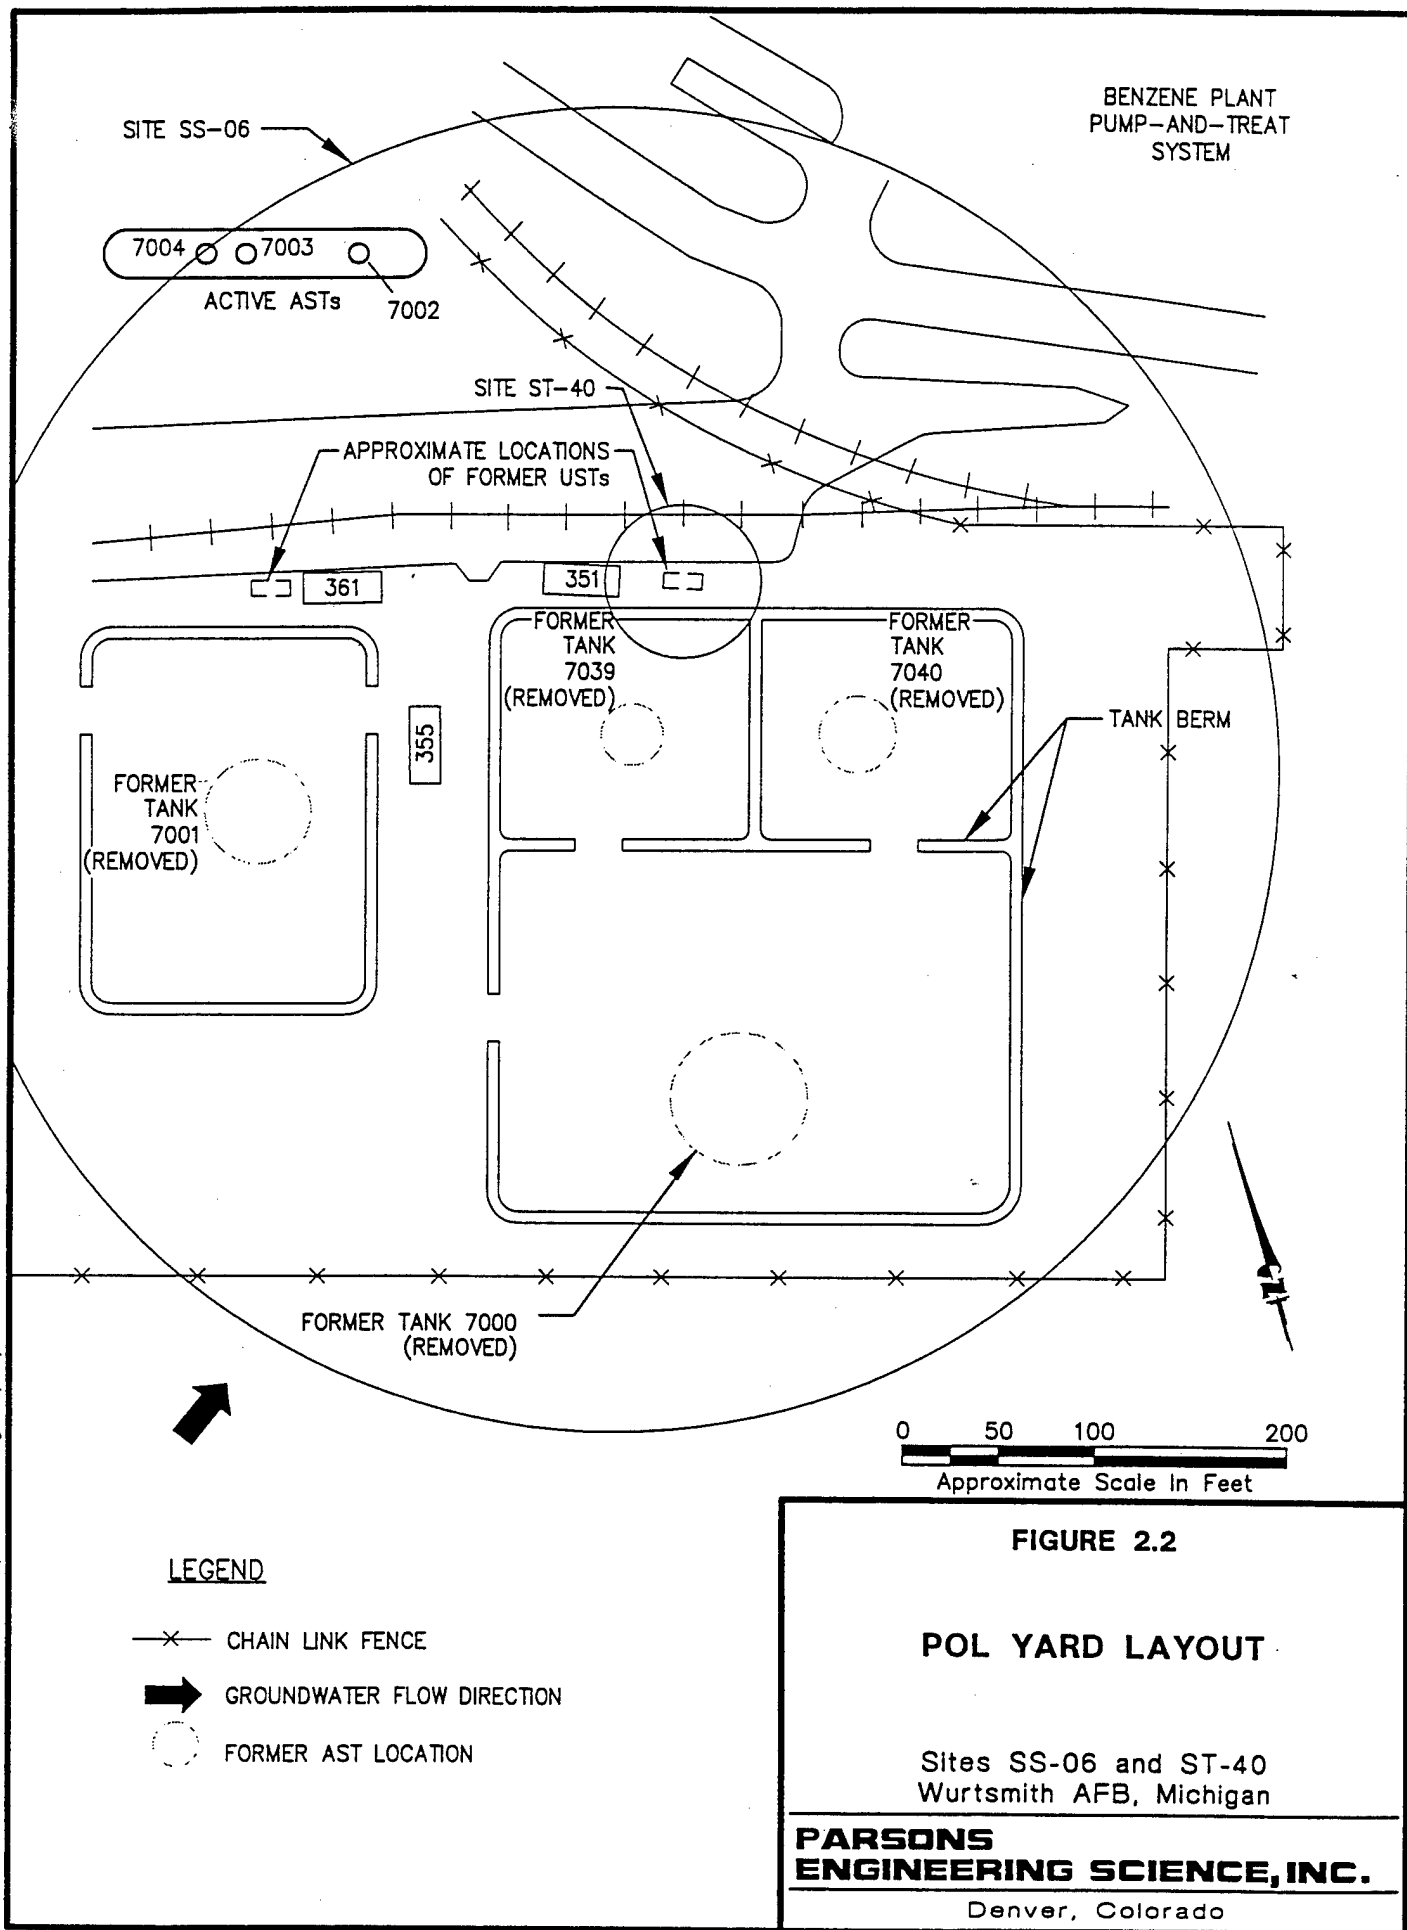 BENZENE PLANT
PUMP-AND-TREAT
SYSTEM
SITE SS-06
7004
7003
7002
ACTIVE ASTs
SITE ST-40
APPROXIMATE LOCATIONS
OF FORMER USTs
361
351
355
FORMER
TANK
7039
(REMOVED)
FORMER
TANK
7040
(REMOVED)
TANK BERM
FORMER
TANK
7001
(REMOVED)
FORMER TANK 7000
(REMOVED)
N
0 50 100 200
Approximate Scale In Feet
LEGEND
CHAIN LINK FENCE
GROUNDWATER FLOW DIRECTION
FORMER AST LOCATION
FIGURE 2.2
POL YARD LAYOUT
Sites SS-06 and ST-40
Wurtsmith AFB, Michigan
PARSONS
ENGINEERING SCIENCE, INC.
Denver, Colorado